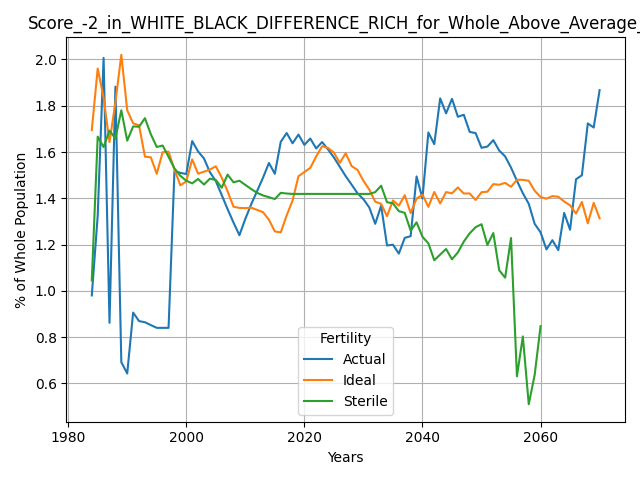 Score_-2_in_WHITE_BLACK_DIFFERENCE_RICH_for_Whole_Above_Average_
2.0
1.8
1.6
1.4
1.2
1.0
0.8
0.6
% of Whole Population
Fertility
Actual
Ideal
Sterile
1980
2000
2020
2040
2060
Years